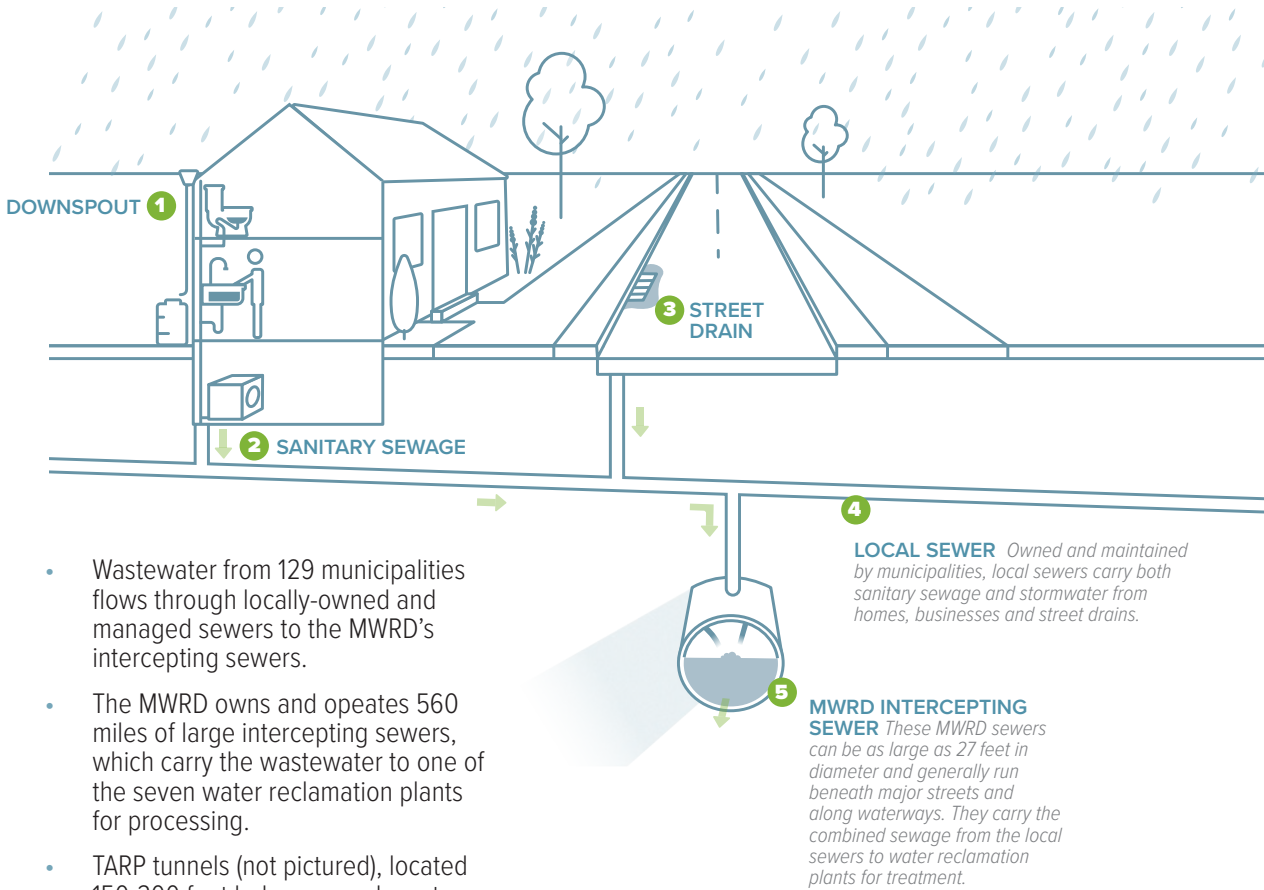 DOWNSPOUT 1
3 STREET
DRAIN
2 SANITARY SEWAGE
4
LOCAL SEWER Owned and maintained
by municipalities, local sewers carry both
sanitary sewage and stormwater from
homes, businesses and street drains.
5
MWRD INTERCEPTING
SEWER These MWRD sewers
can be as large as 27 feet in
diameter and generally run
beneath major streets and
along waterways. They carry the
combined sewage from the local
sewers to water reclamation
plants for treatment.
• Wastewater from 129 municipalities
flows through locally-owned and
managed sewers to the MWRD’s
intercepting sewers.
• The MWRD owns and opeates 560
miles of large intercepting sewers,
which carry the wastewater to one of
the seven water reclamation plants
for processing.
• TARP tunnels (not pictured), located